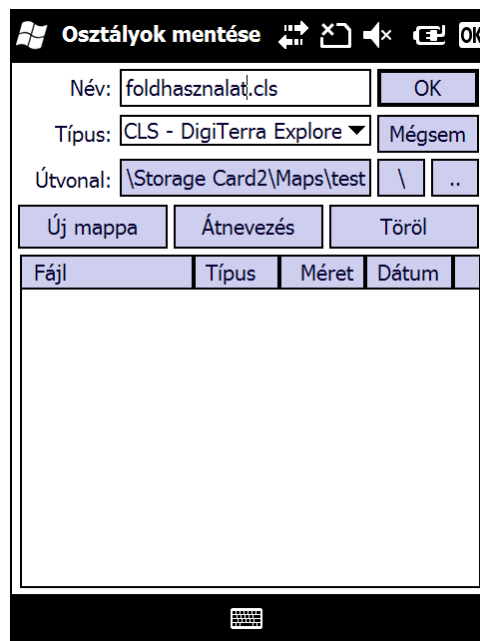 Osztályok mentése OK
Név: foldhasznalat.cls OK
Típus: CLS - DigiTerra Explore Mégsem
Útvonal: \Storage Card2\Maps\test \ ..
Új mappa Átnevezés Töröl
Fájl Típus Méret Dátum